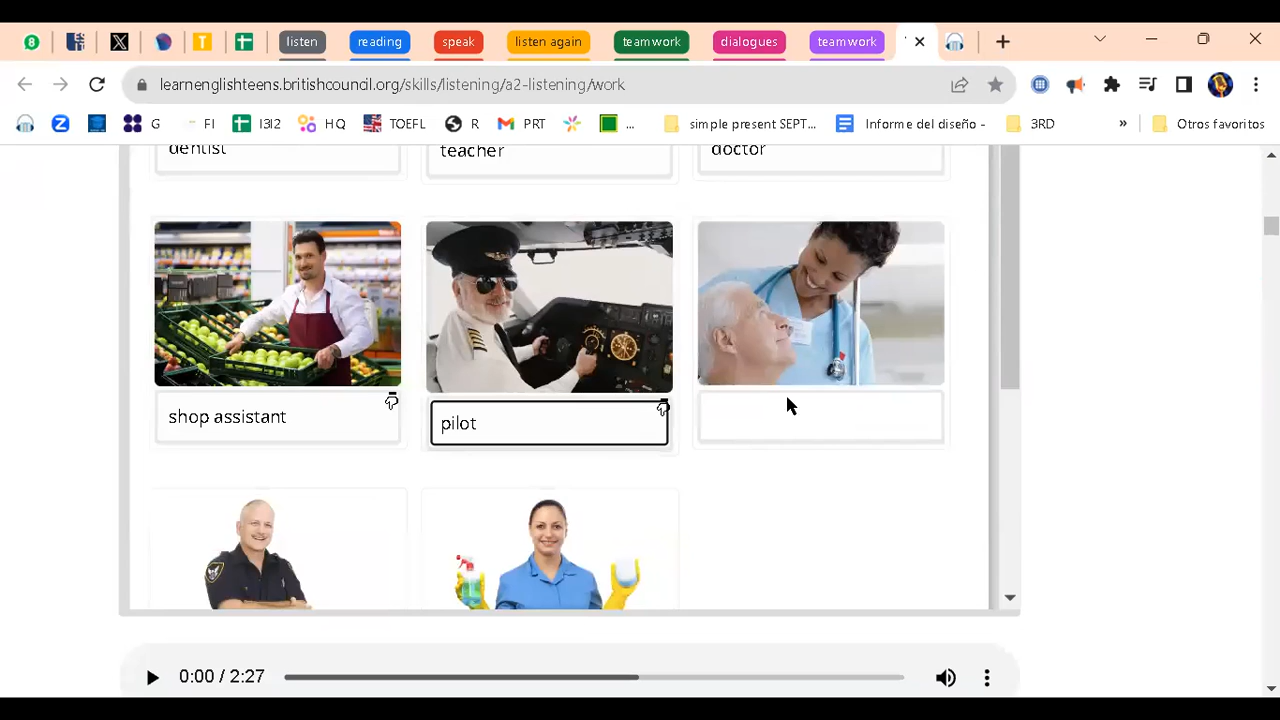 listen reading speak listen again teamwork dialogues teamwork
learnenglishteens.britishcouncil.org/skills/listening/a2-listening/work
G FI I3I2 HQ TOEFL R PRT ... simple present SEPT... Informe del diseño - 3RD » Otros favoritos
dentist teacher doctor
shop assistant pilot
0:00 / 2:27